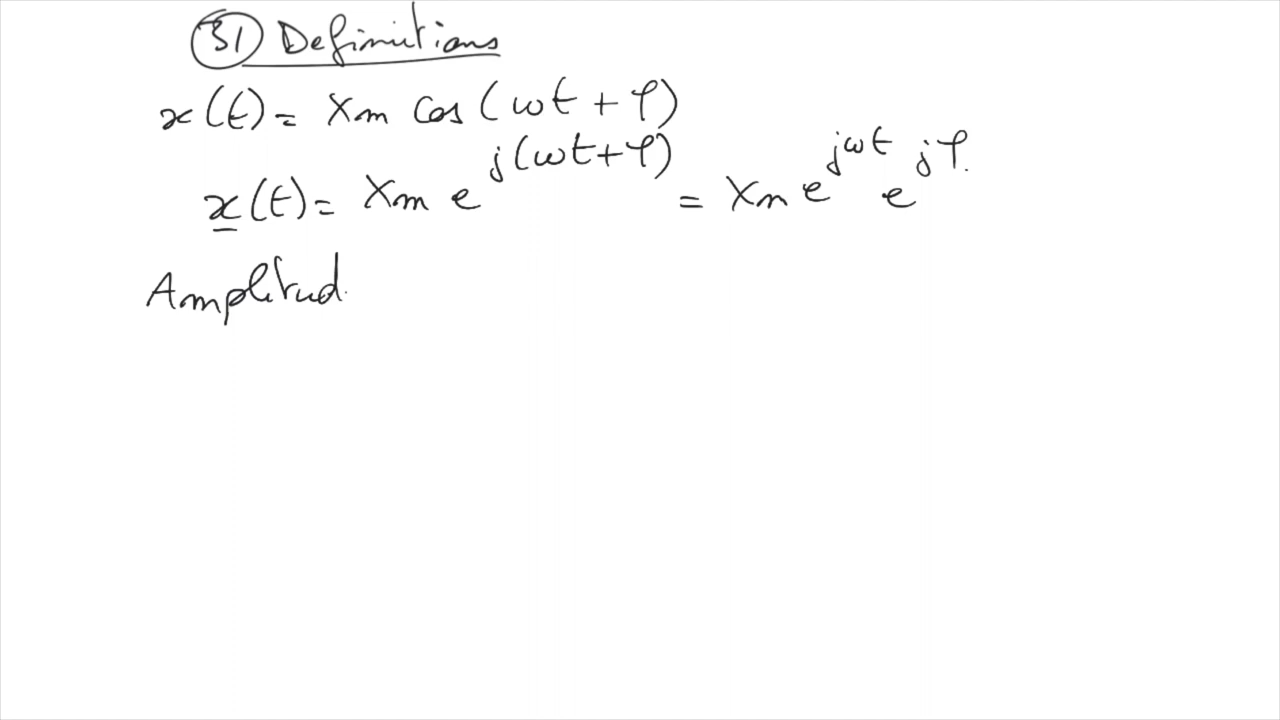 31 Definitions
x(t) = Xm cos(ωt + φ)
x(t) = Xm e^j(ωt+φ) = Xm e^jωt e^jφ
Amplitud